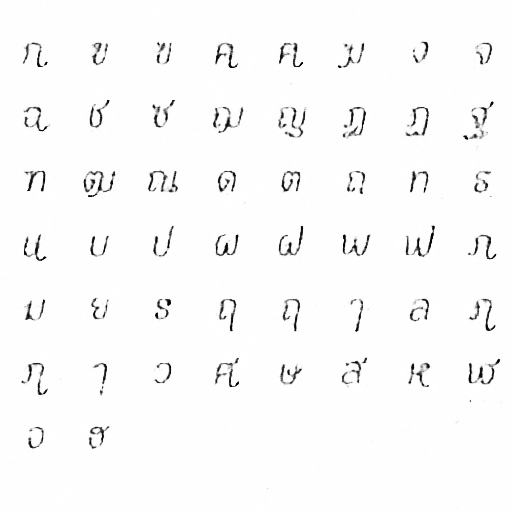 ก ข ฃ ค ฅ ฆ ง จ
ฉ ช ซ ฌ ญ ฎ ฏ ฐ
ฑ ฒ ณ ด ต ถ ท ธ
น บ ป ผ ฝ พ ฟ ภ
ม ย ร ฤ ฤ ๅ ล ฦ
ฦ ๅ ว ศ ษ ส ห ฬ
อ ฮ